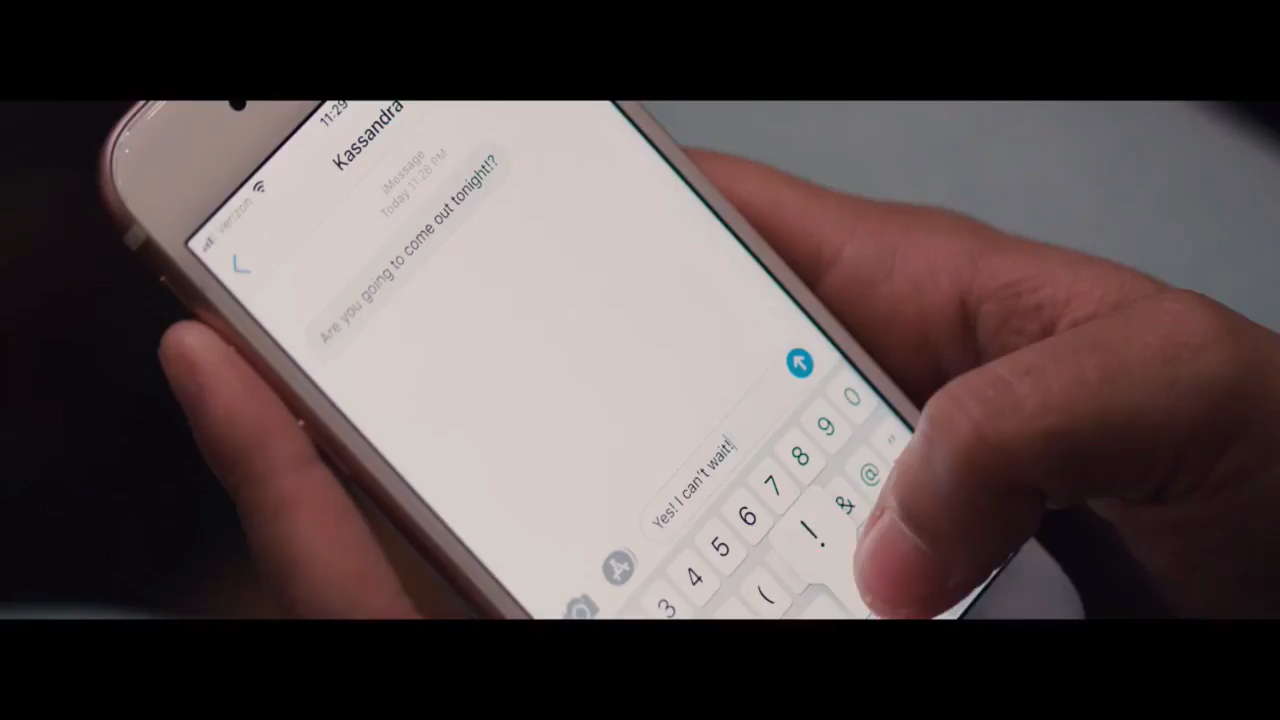 verizon
11:29
Kassandra
iMessage
Today 11:28 PM
Are you going to come out tonight!?
Yes! I can't wait!
3 4 5 6 7 8 9 0
( ! & @ "